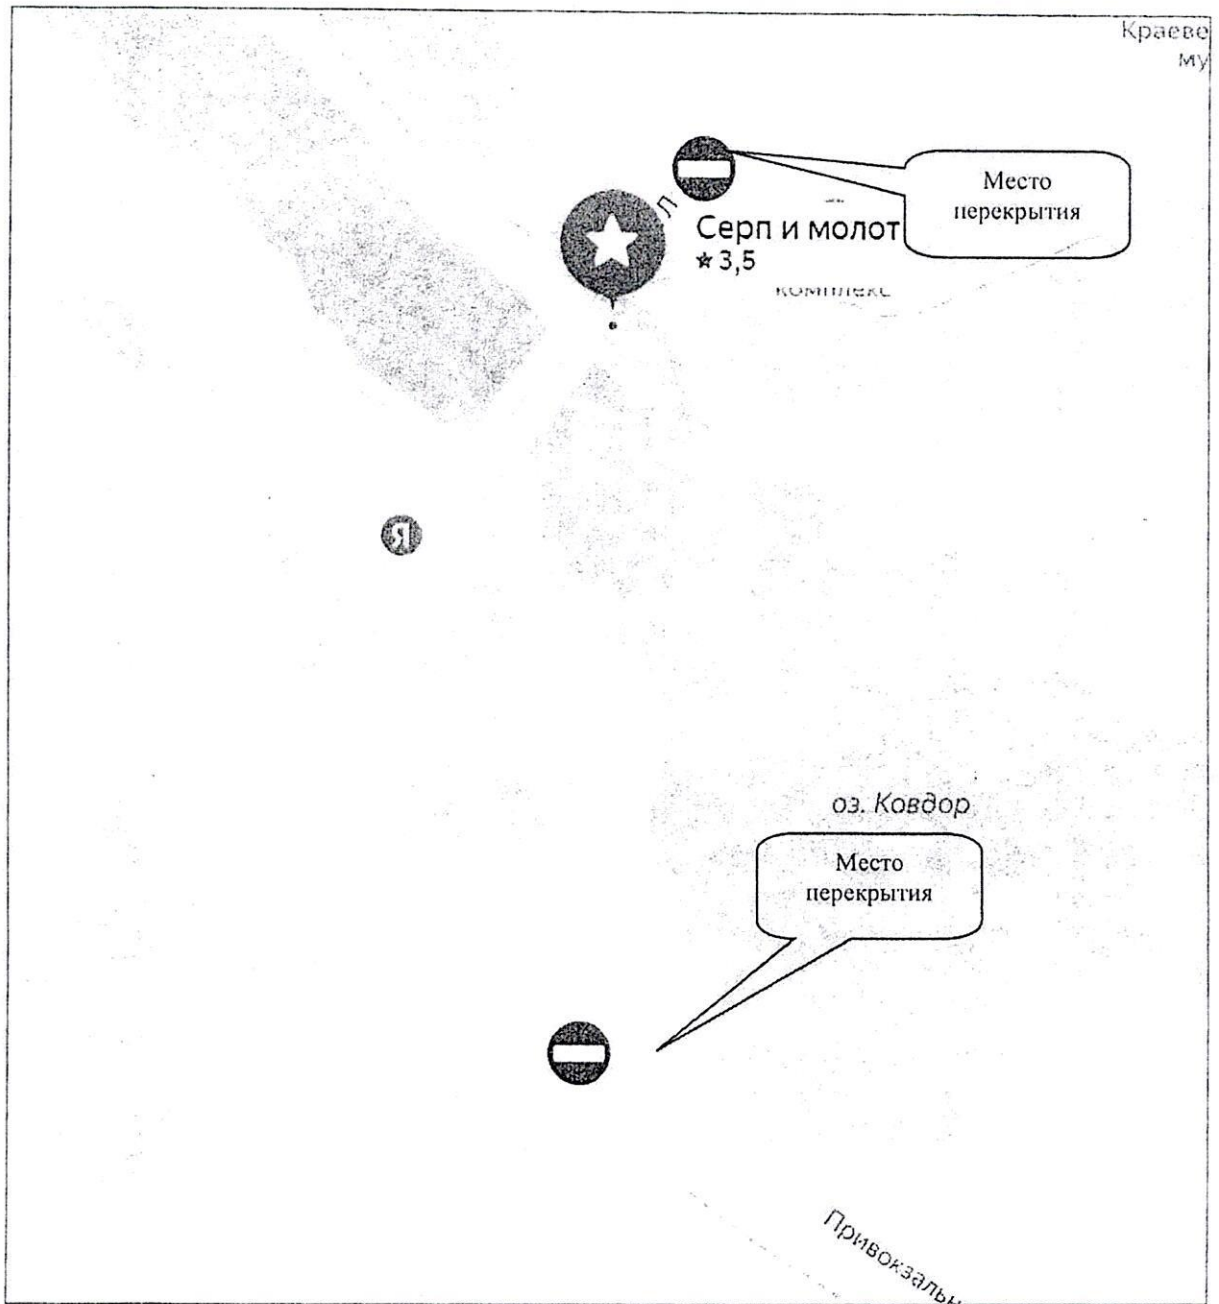 Краеве
му
Место
перекрытия
Л
Серп и молот
3,5
комплекс
Я
оз. Ковдор
Место
перекрытия
Привокзальн